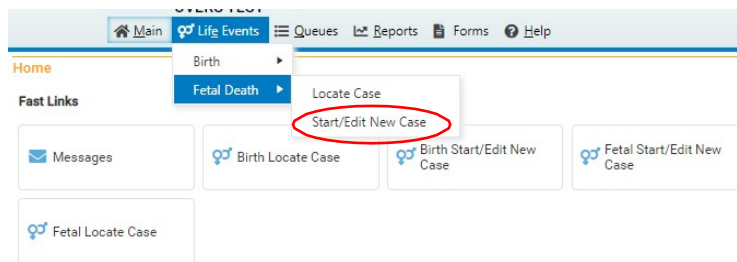 Main Life Events Queues Reports Forms Help
Home
Birth
Fetal Death
Locate Case
Start/Edit New Case
Fast Links
Messages
Birth Locate Case
Birth Start/Edit New
Case
Fetal Start/Edit New
Case
Fetal Locate Case